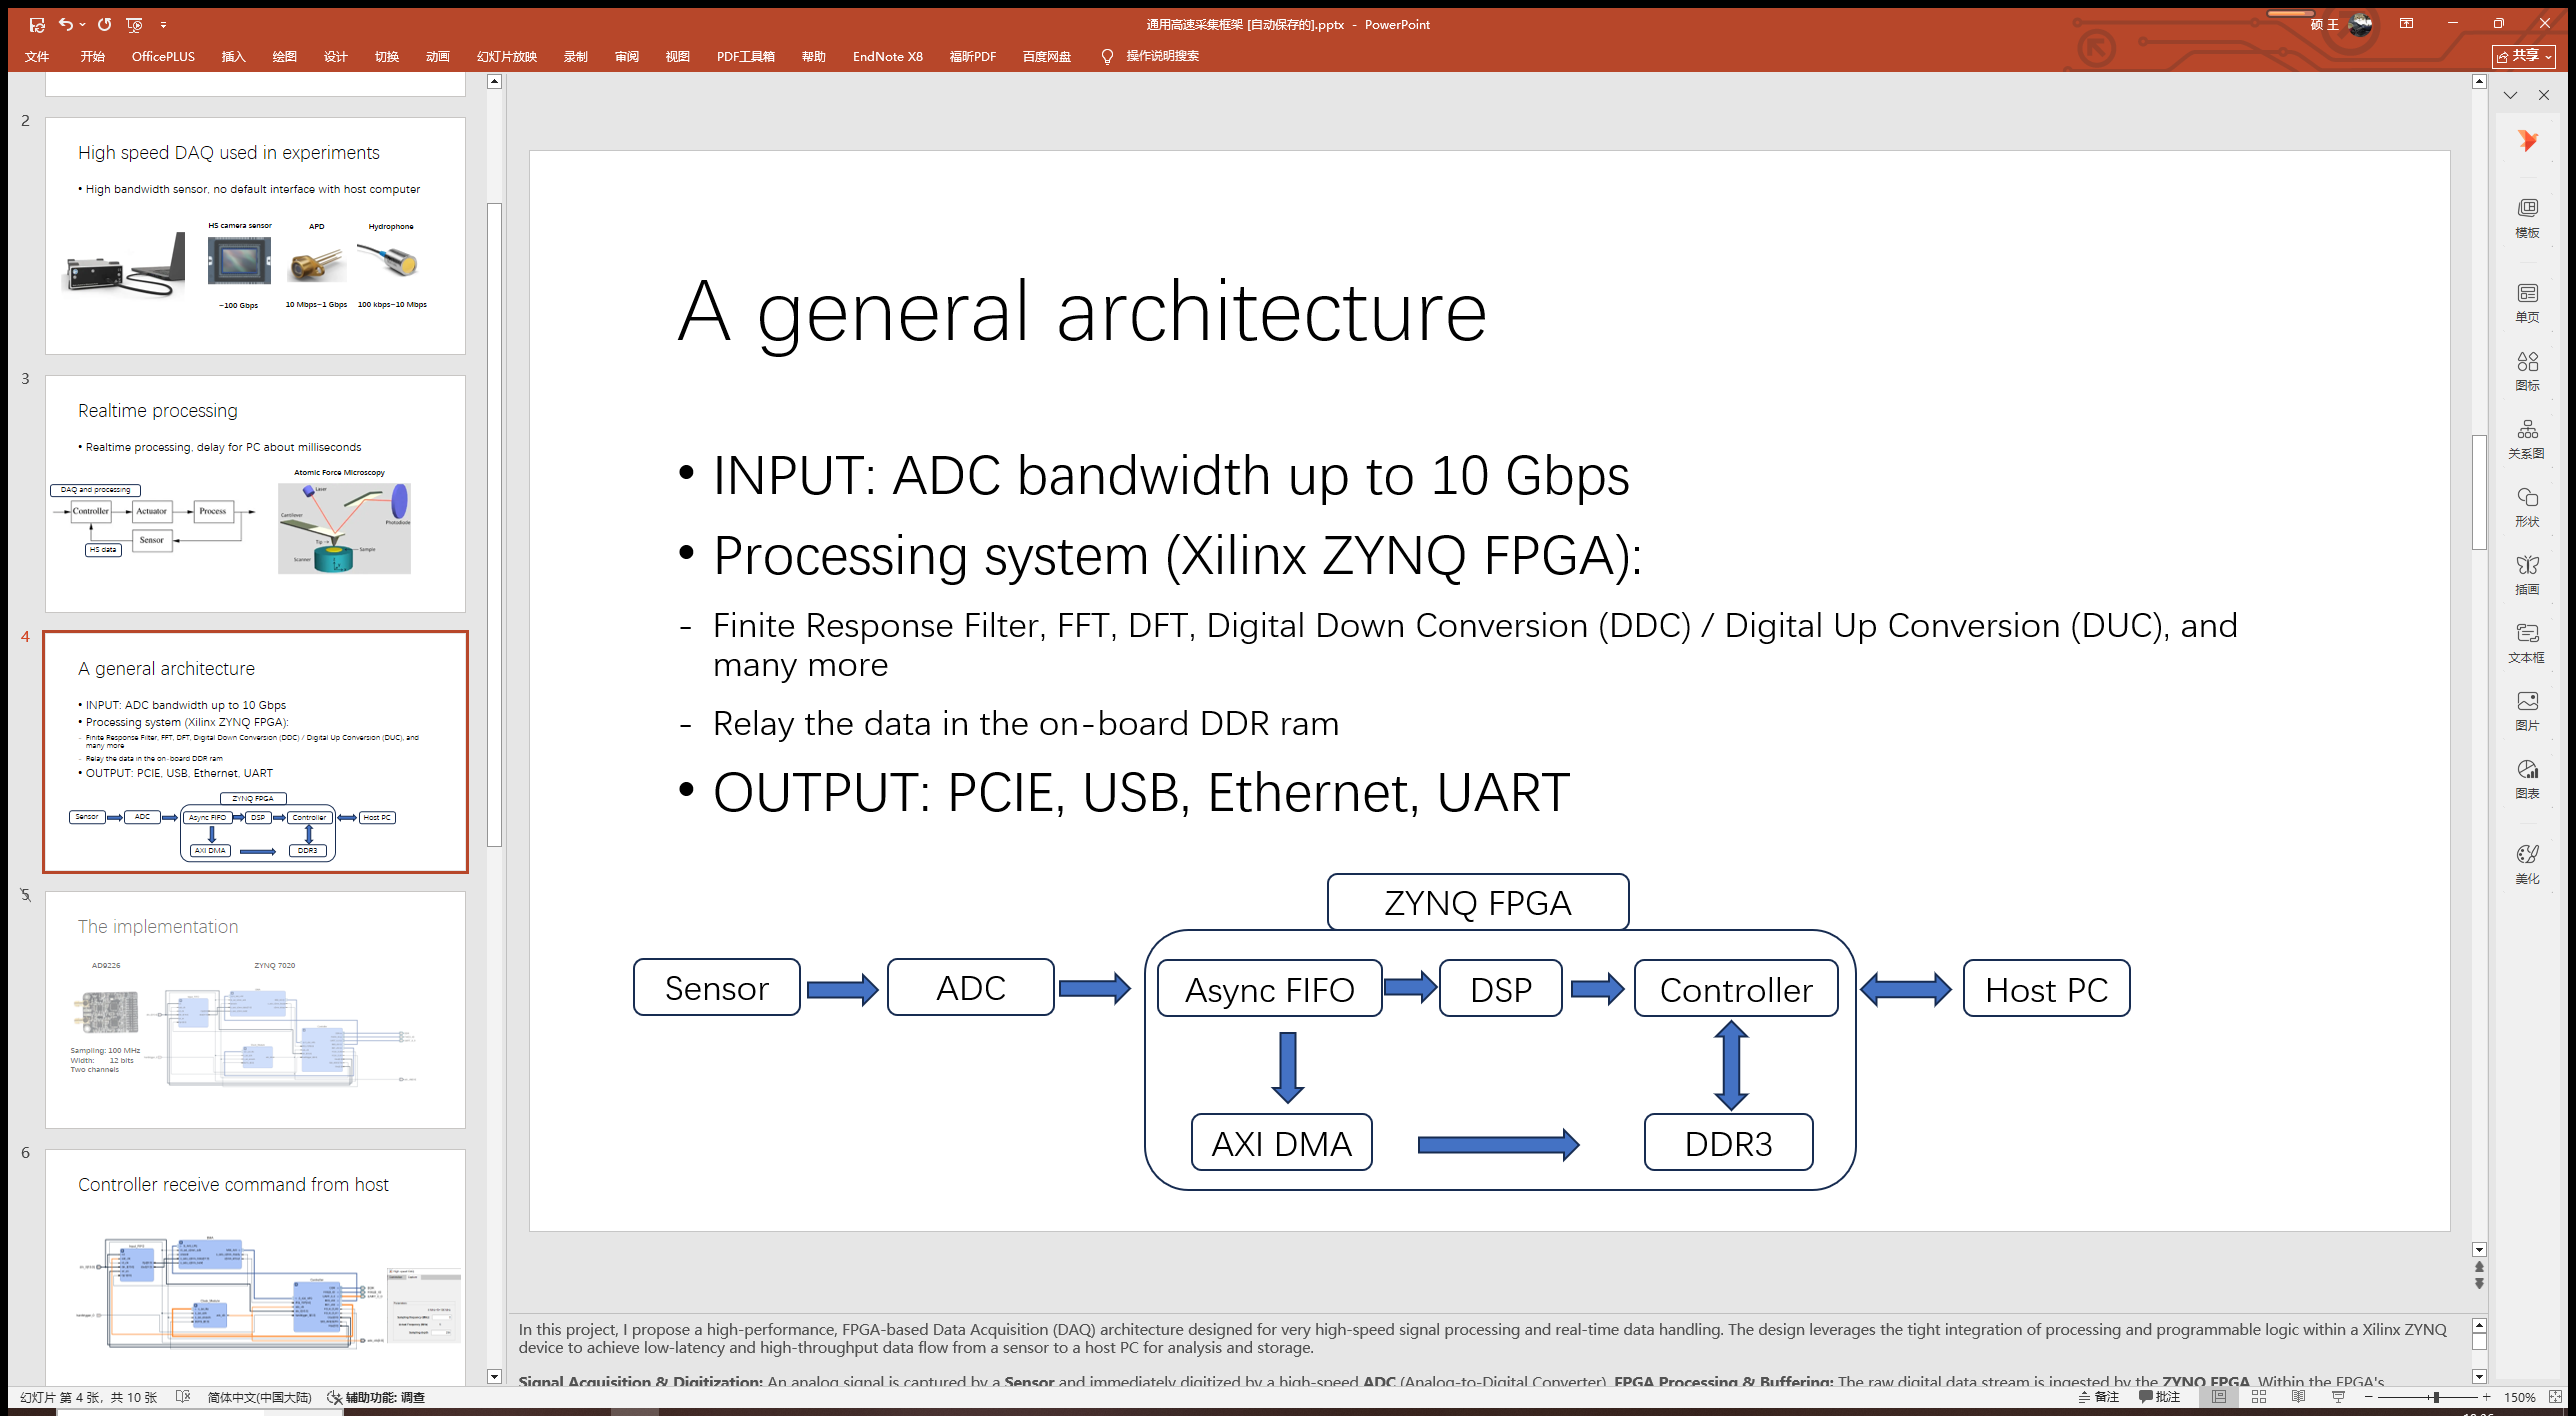 通用高速采集框架 [自动保存的].pptx - PowerPoint
硕 王
文件 开始 OfficePLUS 插入 绘图 设计 切换 动画 幻灯片放映 录制 审阅 视图 PDF工具箱 帮助 EndNote X8 福昕PDF 百度网盘 操作说明搜索
共享
2
High speed DAQ used in experiments
• High bandwidth sensor, no default interface with host computer
HS camera sensor APD Hydrophone
~100 Gbps 10 Mbps~1 Gbps 100 kbps~10 Mbps
3
Realtime processing
• Realtime processing, delay for PC about milliseconds
Atomic Force Microscopy
DAQ and processing
Controller Actuator Process
Sensor
HS data
Laser
Cantilever
Photodiode
Tip
Sample
Scanner
4
A general architecture
• INPUT: ADC bandwidth up to 10 Gbps
• Processing system (Xilinx ZYNQ FPGA):
- Finite Response Filter, FFT, DFT, Digital Down Conversion (DDC) / Digital Up Conversion (DUC), and
many more
- Relay the data in the on-board DDR ram
• OUTPUT: PCIE, USB, Ethernet, UART
ZYNQ FPGA
Sensor ADC Async FIFO DSP Controller Host PC
AXI DMA DDR3
5
The implementation
AD9226 ZYNQ 7020
Sampling: 100 MHz
Width: 12 bits
Two channels
6
Controller receive command from host
A general architecture
• INPUT: ADC bandwidth up to 10 Gbps
• Processing system (Xilinx ZYNQ FPGA):
- Finite Response Filter, FFT, DFT, Digital Down Conversion (DDC) / Digital Up Conversion (DUC), and
many more
- Relay the data in the on-board DDR ram
• OUTPUT: PCIE, USB, Ethernet, UART
ZYNQ FPGA
Sensor ADC Async FIFO DSP Controller Host PC
AXI DMA DDR3
In this project, I propose a high-performance, FPGA-based Data Acquisition (DAQ) architecture designed for very high-speed signal processing and real-time data handling. The design leverages the tight integration of processing and programmable logic within a Xilinx ZYNQ
device to achieve low-latency and high-throughput data flow from a sensor to a host PC for analysis and storage.
Signal Acquisition & Digitization: An analog signal is captured by a Sensor and immediately digitized by a high-speed ADC (Analog-to-Digital Converter). FPGA Processing & Buffering: The raw digital data stream is ingested by the ZYNQ FPGA. Within the FPGA's
模板
单页
图标
关系图
形状
插画
文本框
图片
图表
美化
幻灯片 第 4 张，共 10 张 简体中文(中国大陆) 辅助功能: 调查 备注 批注 150%